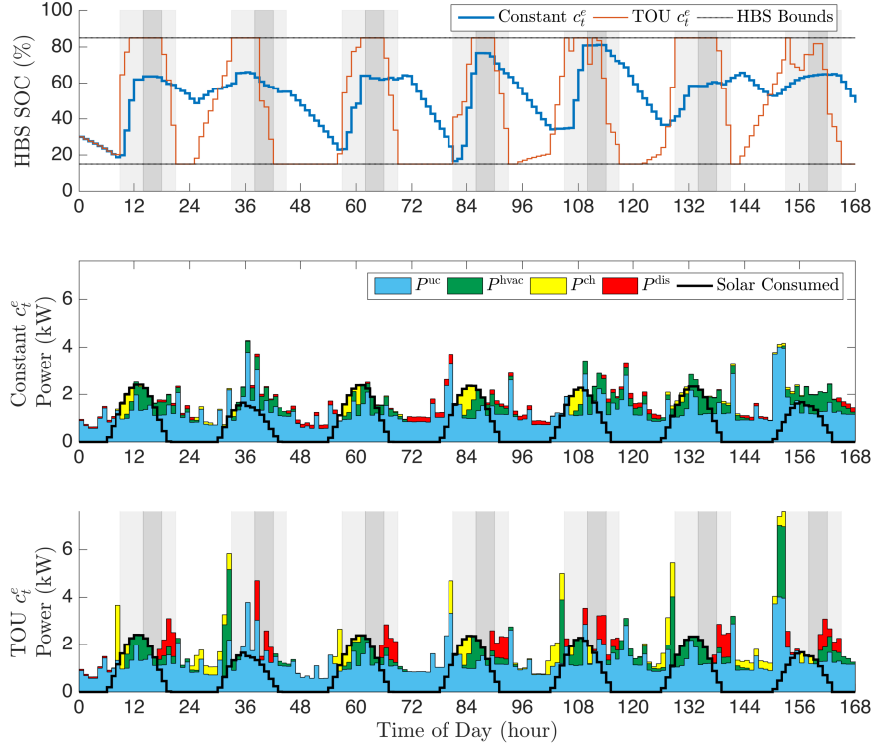 Constant $c_t^e$ TOU $c_t^e$ HBS Bounds
HBS SOC (%)
100
80
60
40
20
0
0 12 24 36 48 60 72 84 96 108 120 132 144 156 168
P^uc P^hvac P^ch P^dis Solar Consumed
Constant $c_t^e$
Power (kW)
6
4
2
0
0 12 24 36 48 60 72 84 96 108 120 132 144 156 168
TOU $c_t^e$
Power (kW)
6
4
2
0
0 12 24 36 48 60 72 84 96 108 120 132 144 156 168
Time of Day (hour)